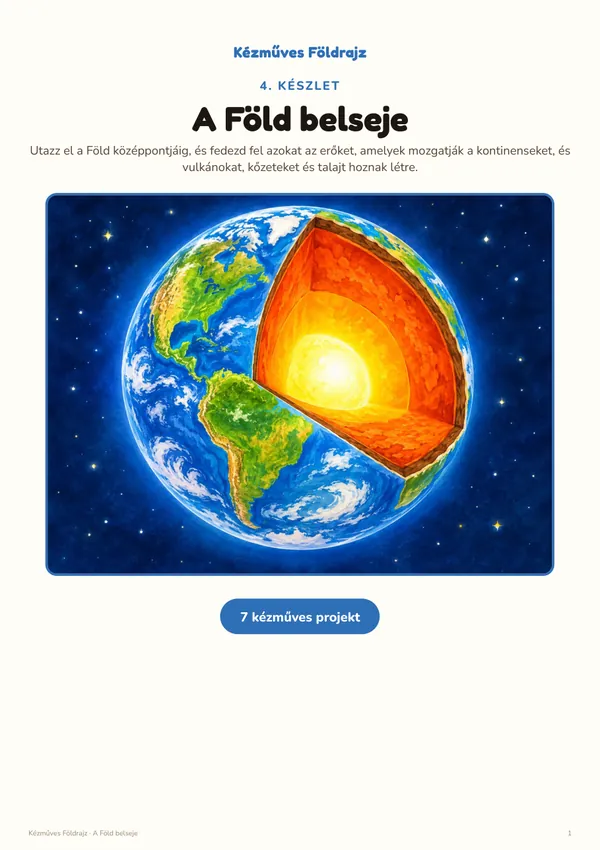 Kézműves Földrajz
4. KÉSZLET
A Föld belseje
Utazz el a Föld középpontjáig, és fedezd fel azokat az erőket, amelyek mozgatják a kontinenseket, és
vulkánokat, kőzeteket és talajt hoznak létre.
7 kézműves projekt
Kézműves Földrajz · A Föld belseje
1